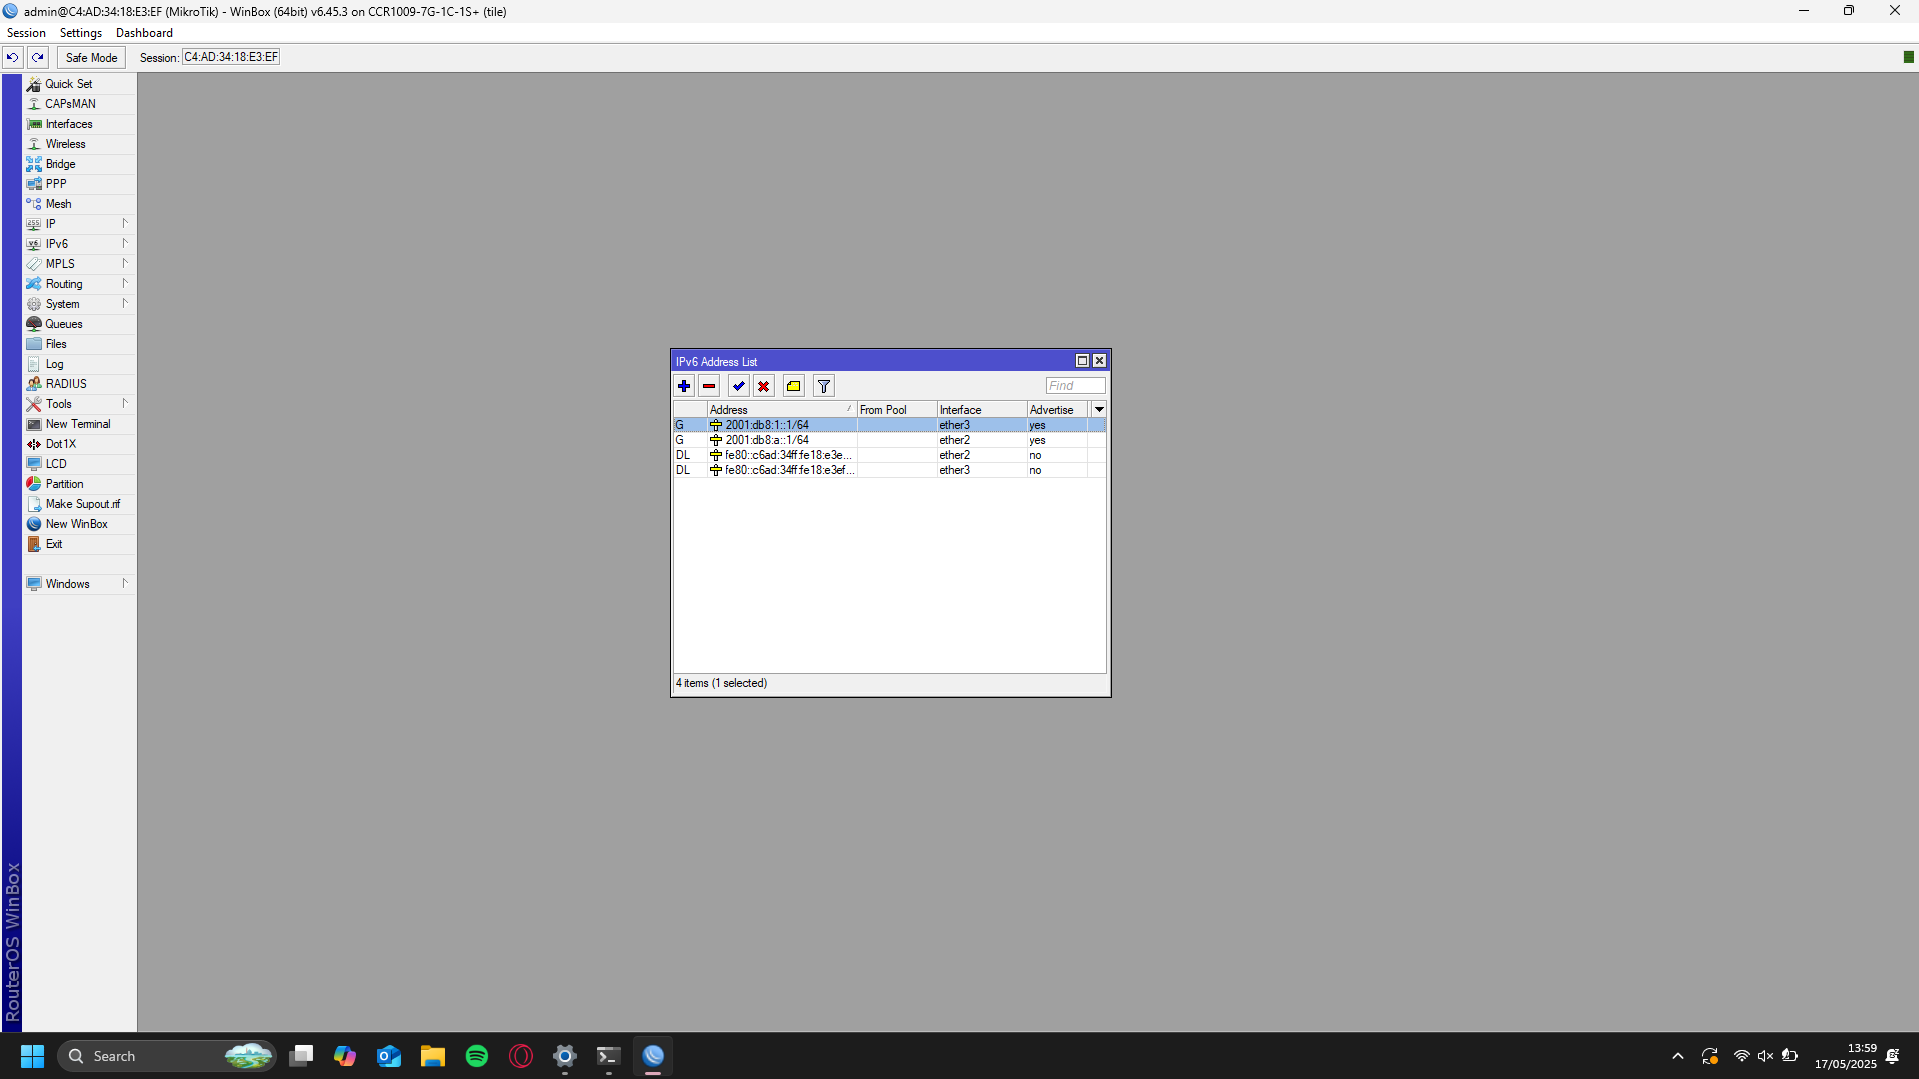 admin@C4:AD:34:18:E3:EF (MikroTik) - WinBox (64bit) v6.45.3 on CCR1009-7G-1C-1S+ (tile)
Session Settings Dashboard
Safe Mode Session: C4:AD:34:18:E3:EF
Quick Set
CAPsMAN
Interfaces
Wireless
Bridge
PPP
Mesh
IP
IPv6
MPLS
Routing
System
Queues
Files
Log
RADIUS
Tools
New Terminal
Dot1X
LCD
Partition
Make Supout.rif
New WinBox
Exit
Windows
RouterOS WinBox
IPv6 Address List
Find
Address From Pool Interface Advertise
G 2001:db8:1::1/64 ether3 yes
G 2001:db8:a::1/64 ether2 yes
DL fe80::c6ad:34ff:fe18:e3e... ether2 no
DL fe80::c6ad:34ff:fe18:e3ef... ether3 no
4 items (1 selected)
Search
13:59
17/05/2025